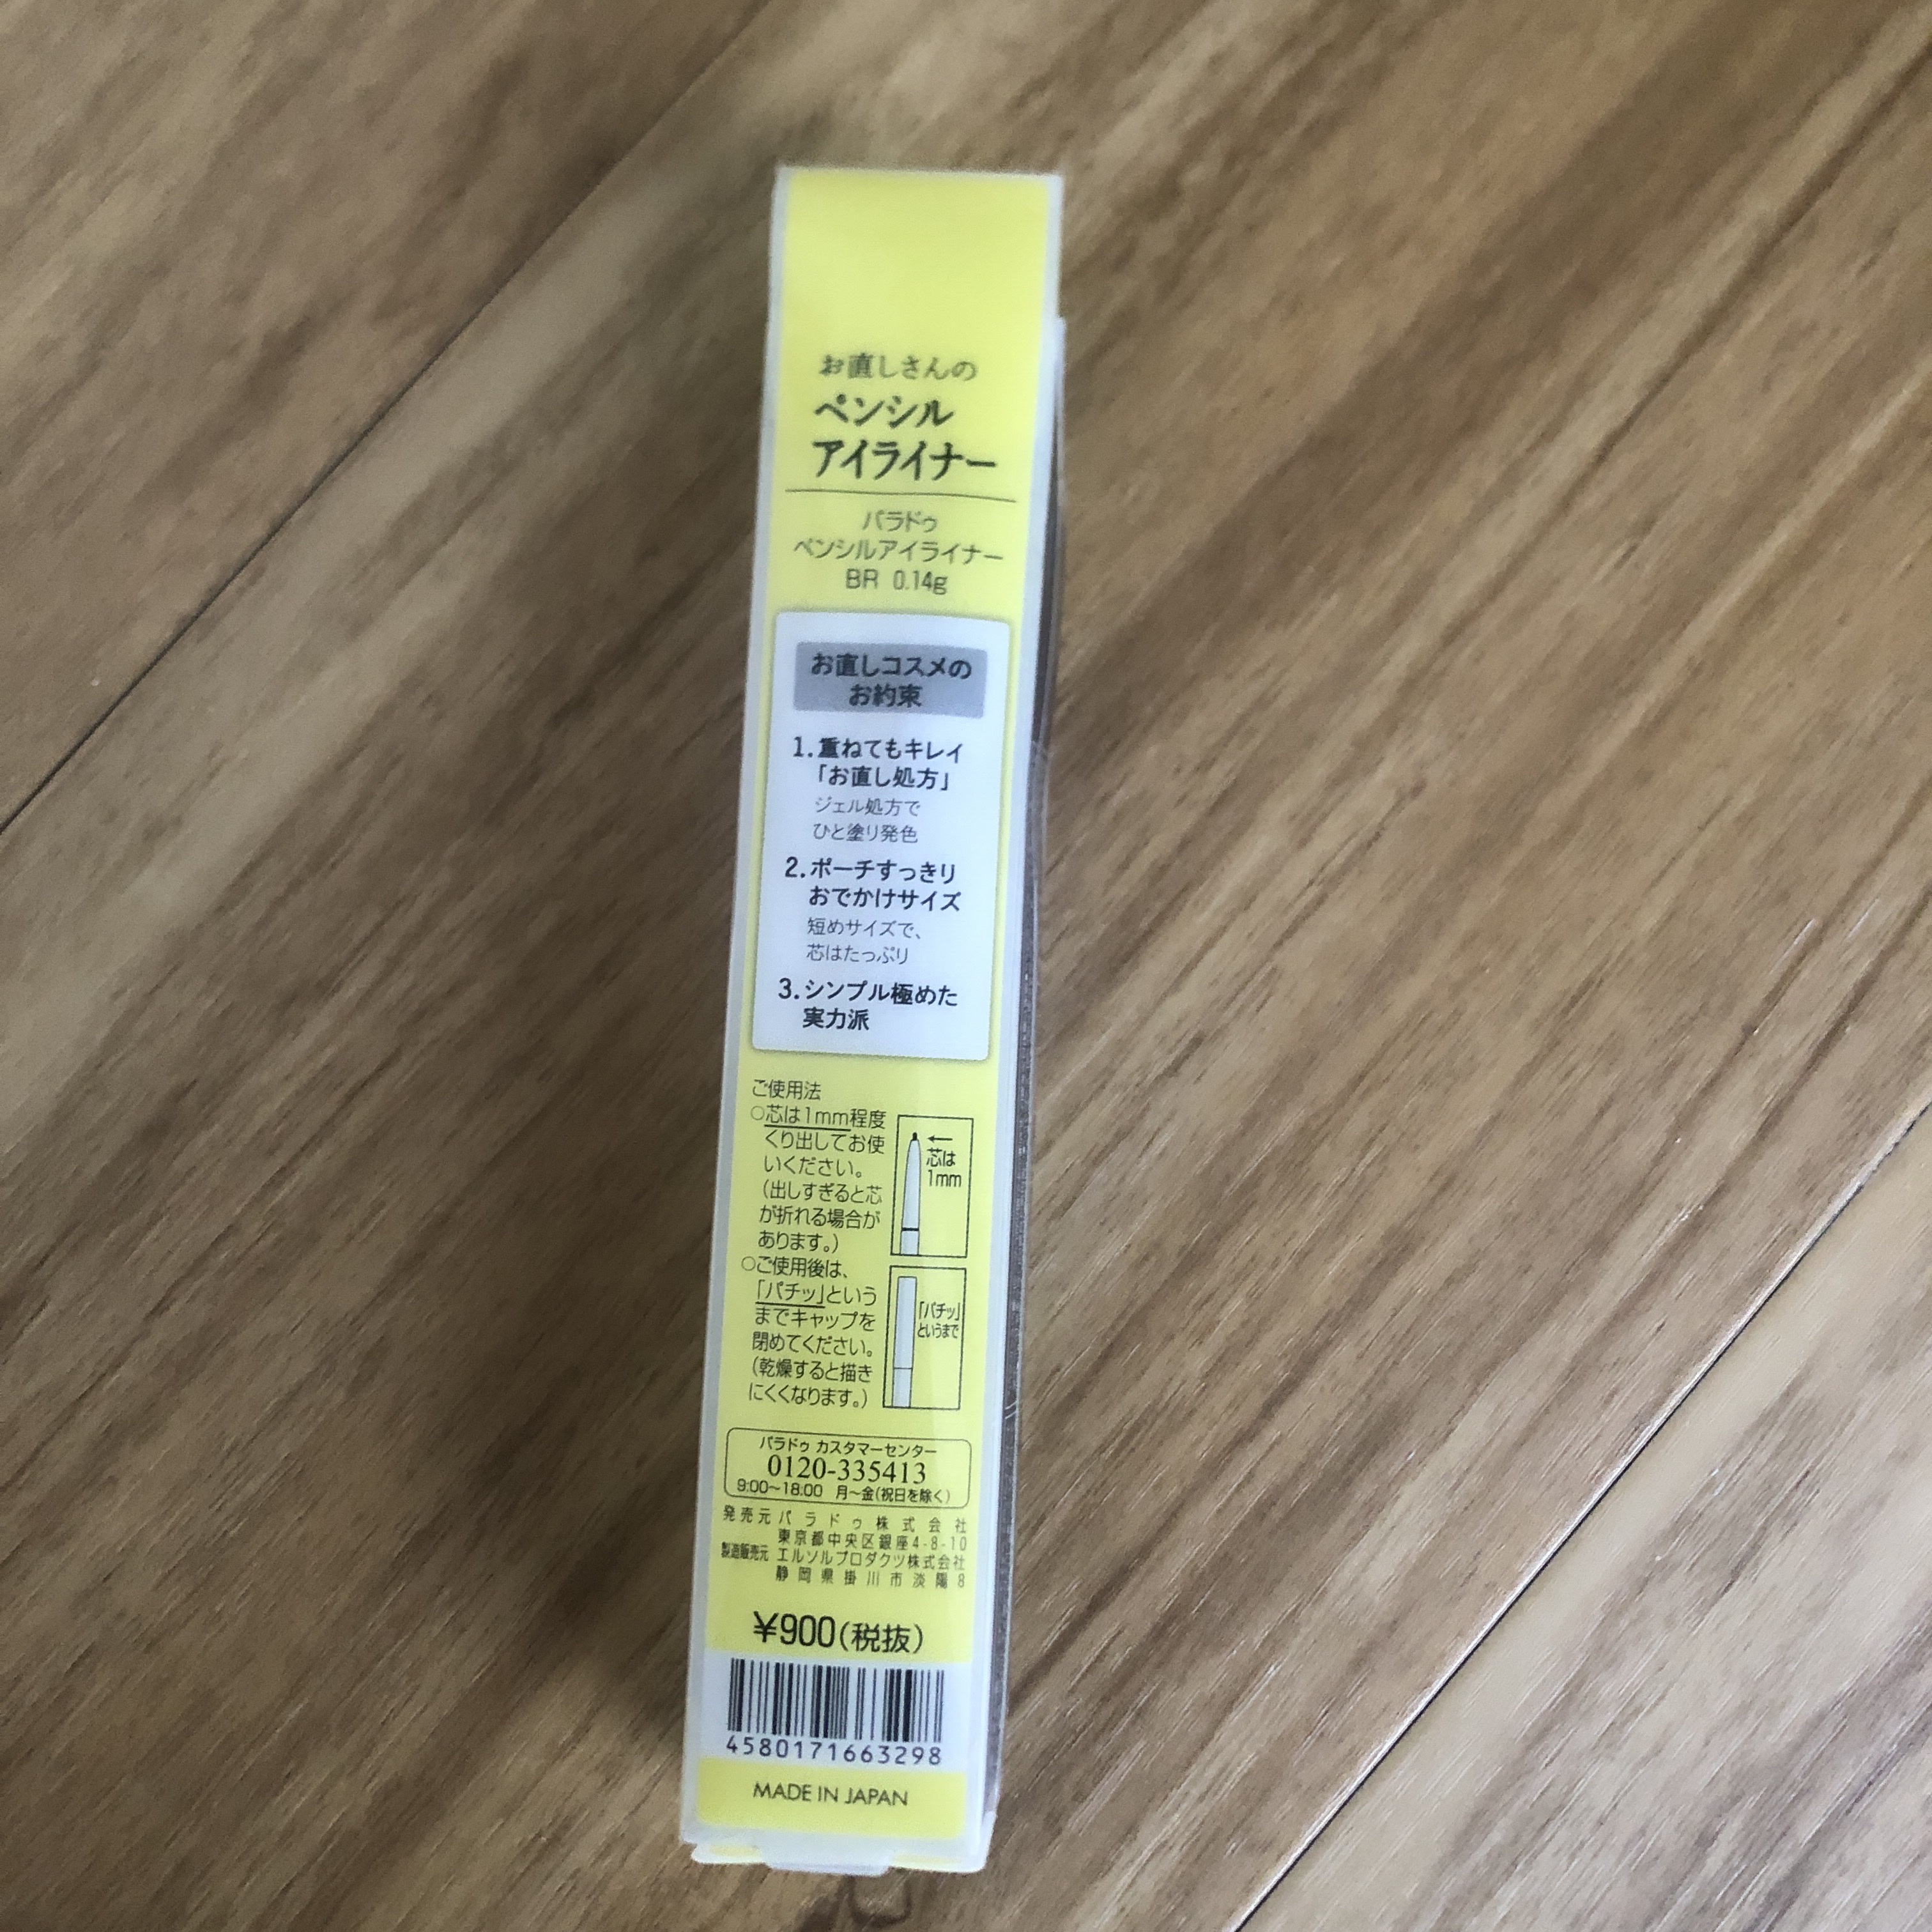 お直しさんの
ペンシル
アイライナー
パラドゥ
ペンシルアイライナー
BR 0.14g
お直しコスメの
お約束
1.重ねてもキレイ
「お直し処方」
ジェル処方で
ひと塗り発色
2.ポーチすっきり
おでかけサイズ
短めサイズで、
芯はたっぷり
3.シンプル極めた
実力派
ご使用法
○芯は1mm程度
くり出してお使
いください。
(出しすぎると芯
が折れる場合が
あります。)
←
芯は
1mm
○ご使用後は、
「パチッ」という
までキャップを
閉めてください。
(乾燥すると描き
にくくなります。)
「パチッ」
というまで
パラドゥ カスタマーセンター
0120-335413
9:00〜18:00 月〜金(祝日を除く)
発売元 パラドゥ株式会社
東京都中央区銀座4-8-10
製造販売元 エルソルプロダクツ株式会社
静岡県掛川市淡陽8
¥900(税抜)
4580171663298
MADE IN JAPAN